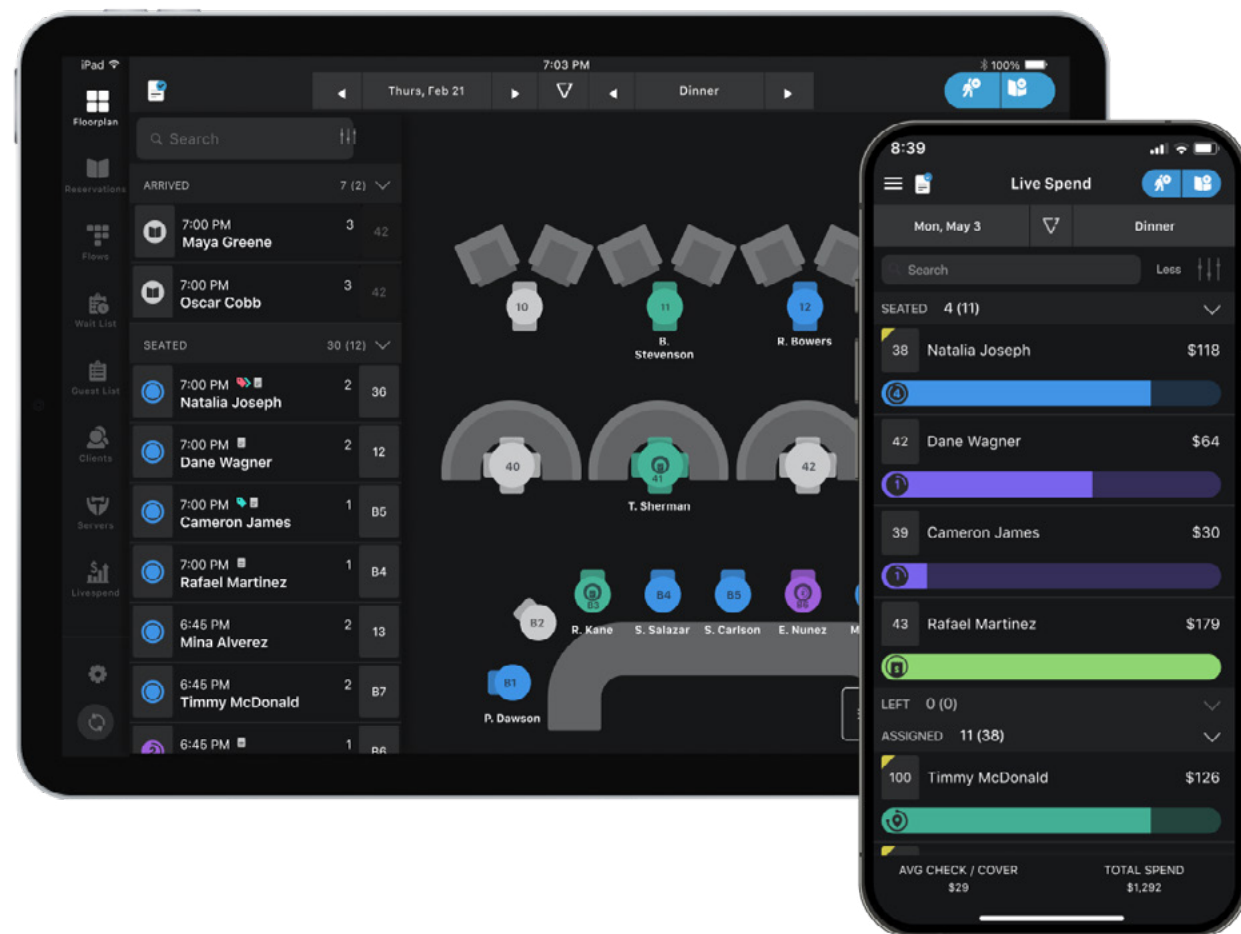 iPad
7:03 PM
100%
Floorplan
Thurs, Feb 21
Dinner
Search
Reservations
ARRIVED 7 (2)
7:00 PM 3 42
Maya Greene
Flows
7:00 PM 3 42
Oscar Cobb
Wait List
SEATED 30 (12)
Guest List
7:00 PM 2 36
Natalia Joseph
Clients
7:00 PM 2 12
Dane Wagner
Servers
7:00 PM 1 B5
Cameron James
Livespend
7:00 PM 1 B4
Rafael Martinez
6:45 PM 2 13
Mina Alverez
6:45 PM 2 B7
Timmy McDonald
6:45 PM 1 B6
10 11 12
B. Stevenson
R. Bowers
40 41 42
T. Sherman
B2 B3 B4 B5 B6
R. Kane S. Salazar S. Carlson E. Nunez M
B1
P. Dawson
8:39
Live Spend
Mon, May 3
Dinner
Search
Less
SEATED 4 (11)
38 Natalia Joseph $118
4
42 Dane Wagner $64
1
39 Cameron James $30
1
43 Rafael Martinez $179
$
LEFT 0 (0)
ASSIGNED 11 (38)
100 Timmy McDonald $126
AVG CHECK / COVER
$29
TOTAL SPEND
$1,292